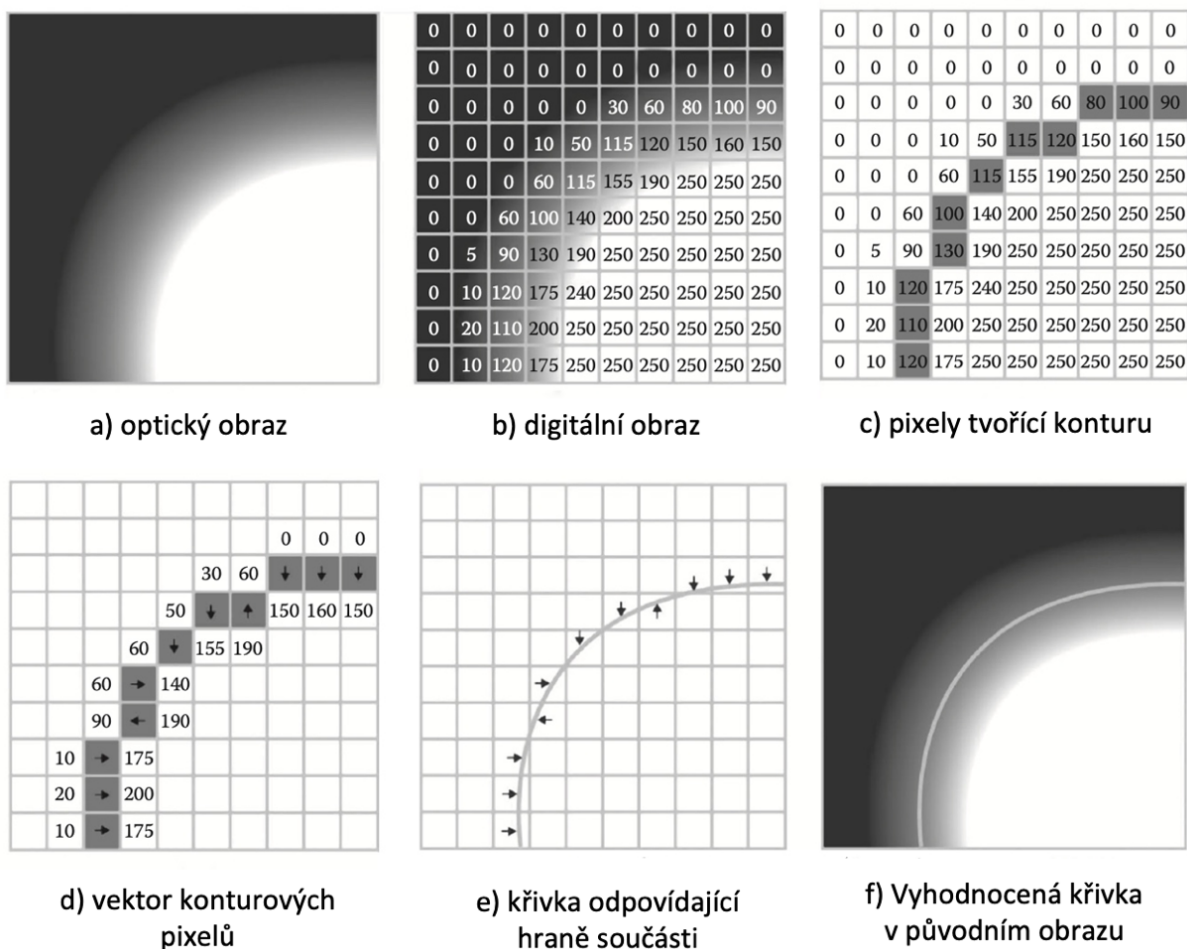 a) optický obraz
0 0 0 0 0 0 0 0 0 0
0 0 0 0 0 0 0 0 0 0
0 0 0 0 0 30 60 80 100 90
0 0 0 10 50 115 120 150 160 150
0 0 0 60 115 155 190 250 250 250
0 0 60 100 140 200 250 250 250 250
0 5 90 130 190 250 250 250 250 250
0 10 120 175 240 250 250 250 250 250
0 20 110 200 250 250 250 250 250 250
0 10 120 175 250 250 250 250 250 250
b) digitální obraz
0 0 0 0 0 0 0 0 0 0
0 0 0 0 0 0 0 0 0 0
0 0 0 0 0 30 60 80 100 90
0 0 0 10 50 115 120 150 160 150
0 0 0 60 115 155 190 250 250 250
0 0 60 100 140 200 250 250 250 250
0 5 90 130 190 250 250 250 250 250
0 10 120 175 240 250 250 250 250 250
0 20 110 200 250 250 250 250 250 250
0 10 120 175 250 250 250 250 250 250
c) pixely tvořící konturu
0 0 0
30 60
50 150 160 150
60 155 190
60 140
90 190
10 175
20 200
10 175
d) vektor konturových
pixelů
e) křivka odpovídající
hraně součásti
f) Vyhodnocená křivka
v původním obrazu